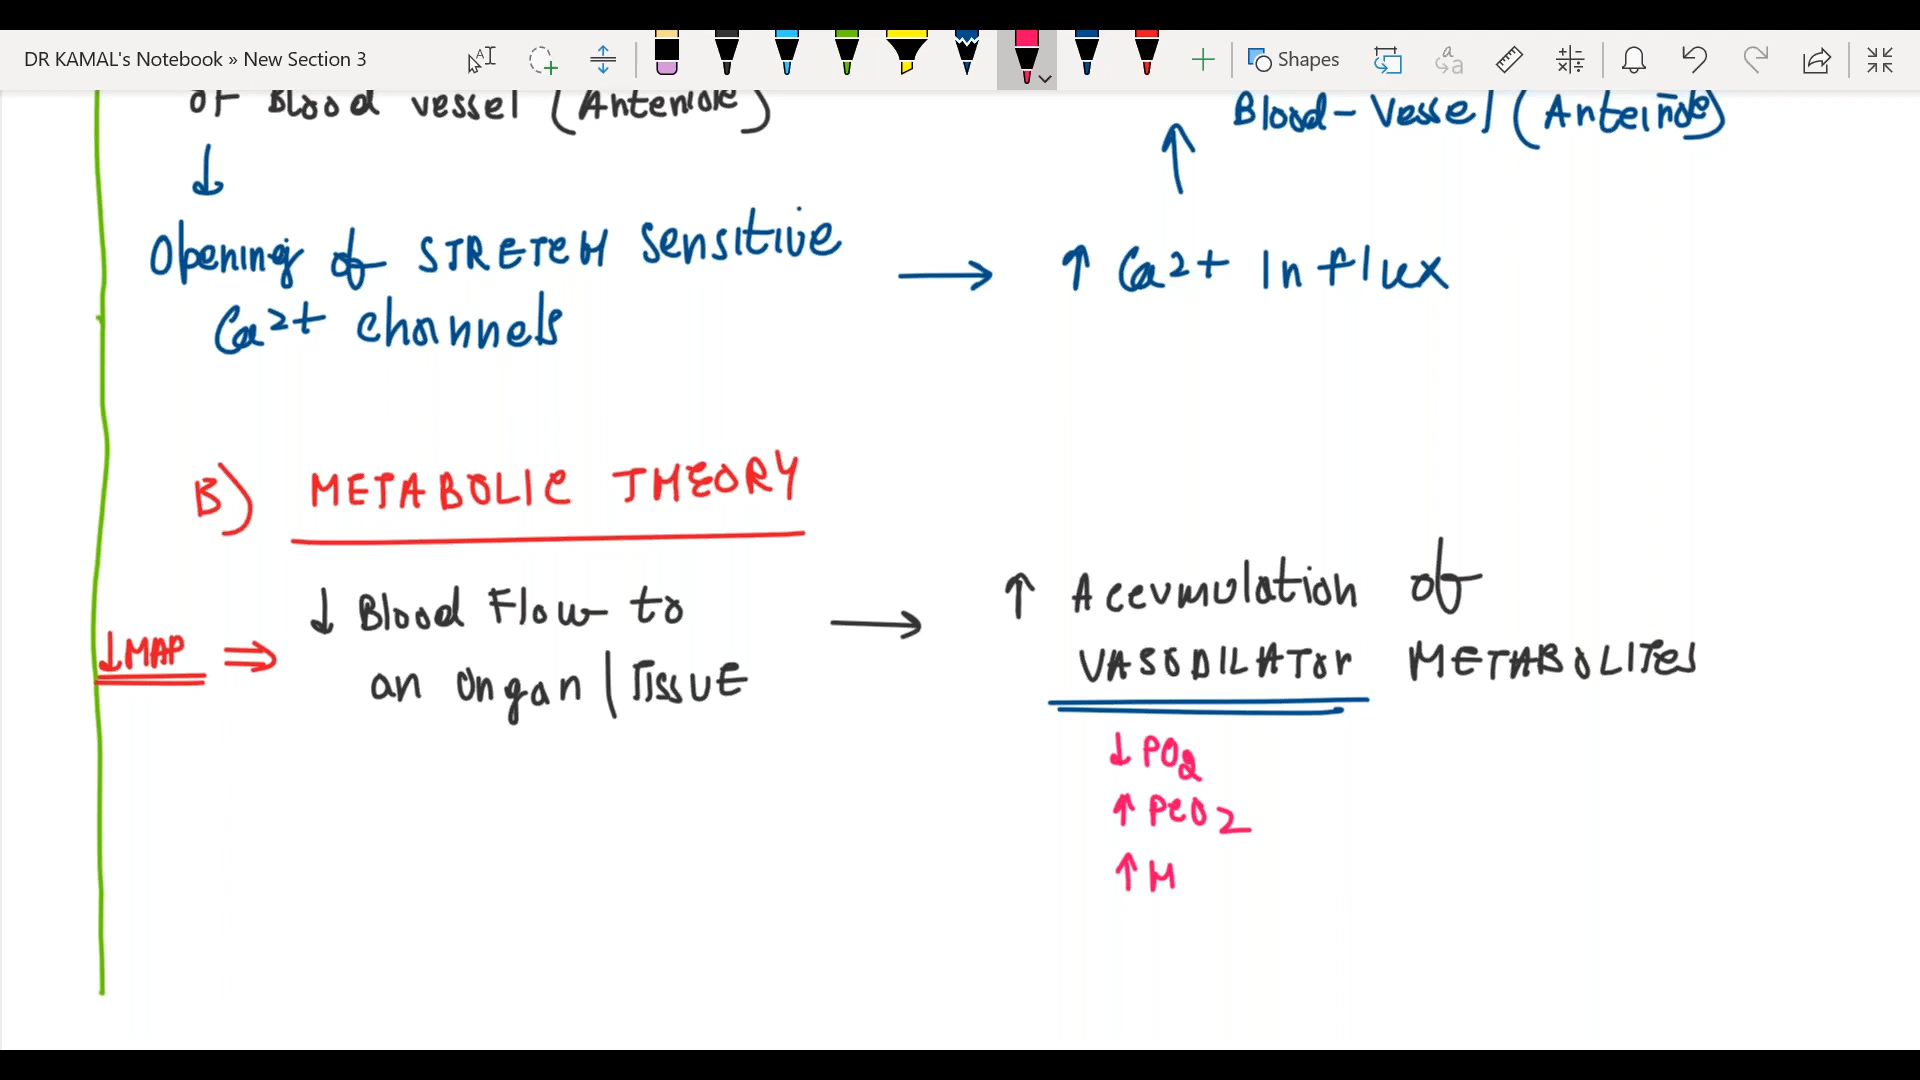 DR KAMAL's Notebook » New Section 3
Shapes
of Blood vessel (Arteriole)
Blood-Vessel (Arteriole)
↓
↑
Opening of STRETCH Sensitive
Ca2+ channels
→ ↑ Ca2+ Influx
B) METABOLIC THEORY
↓ Blood Flow to
an Organ | TissuE
→
↑ Accumulation of
VASODILATOR METABOLITES
↓MAP ⇒
↓ PO2
↑ PCO2
↑ H